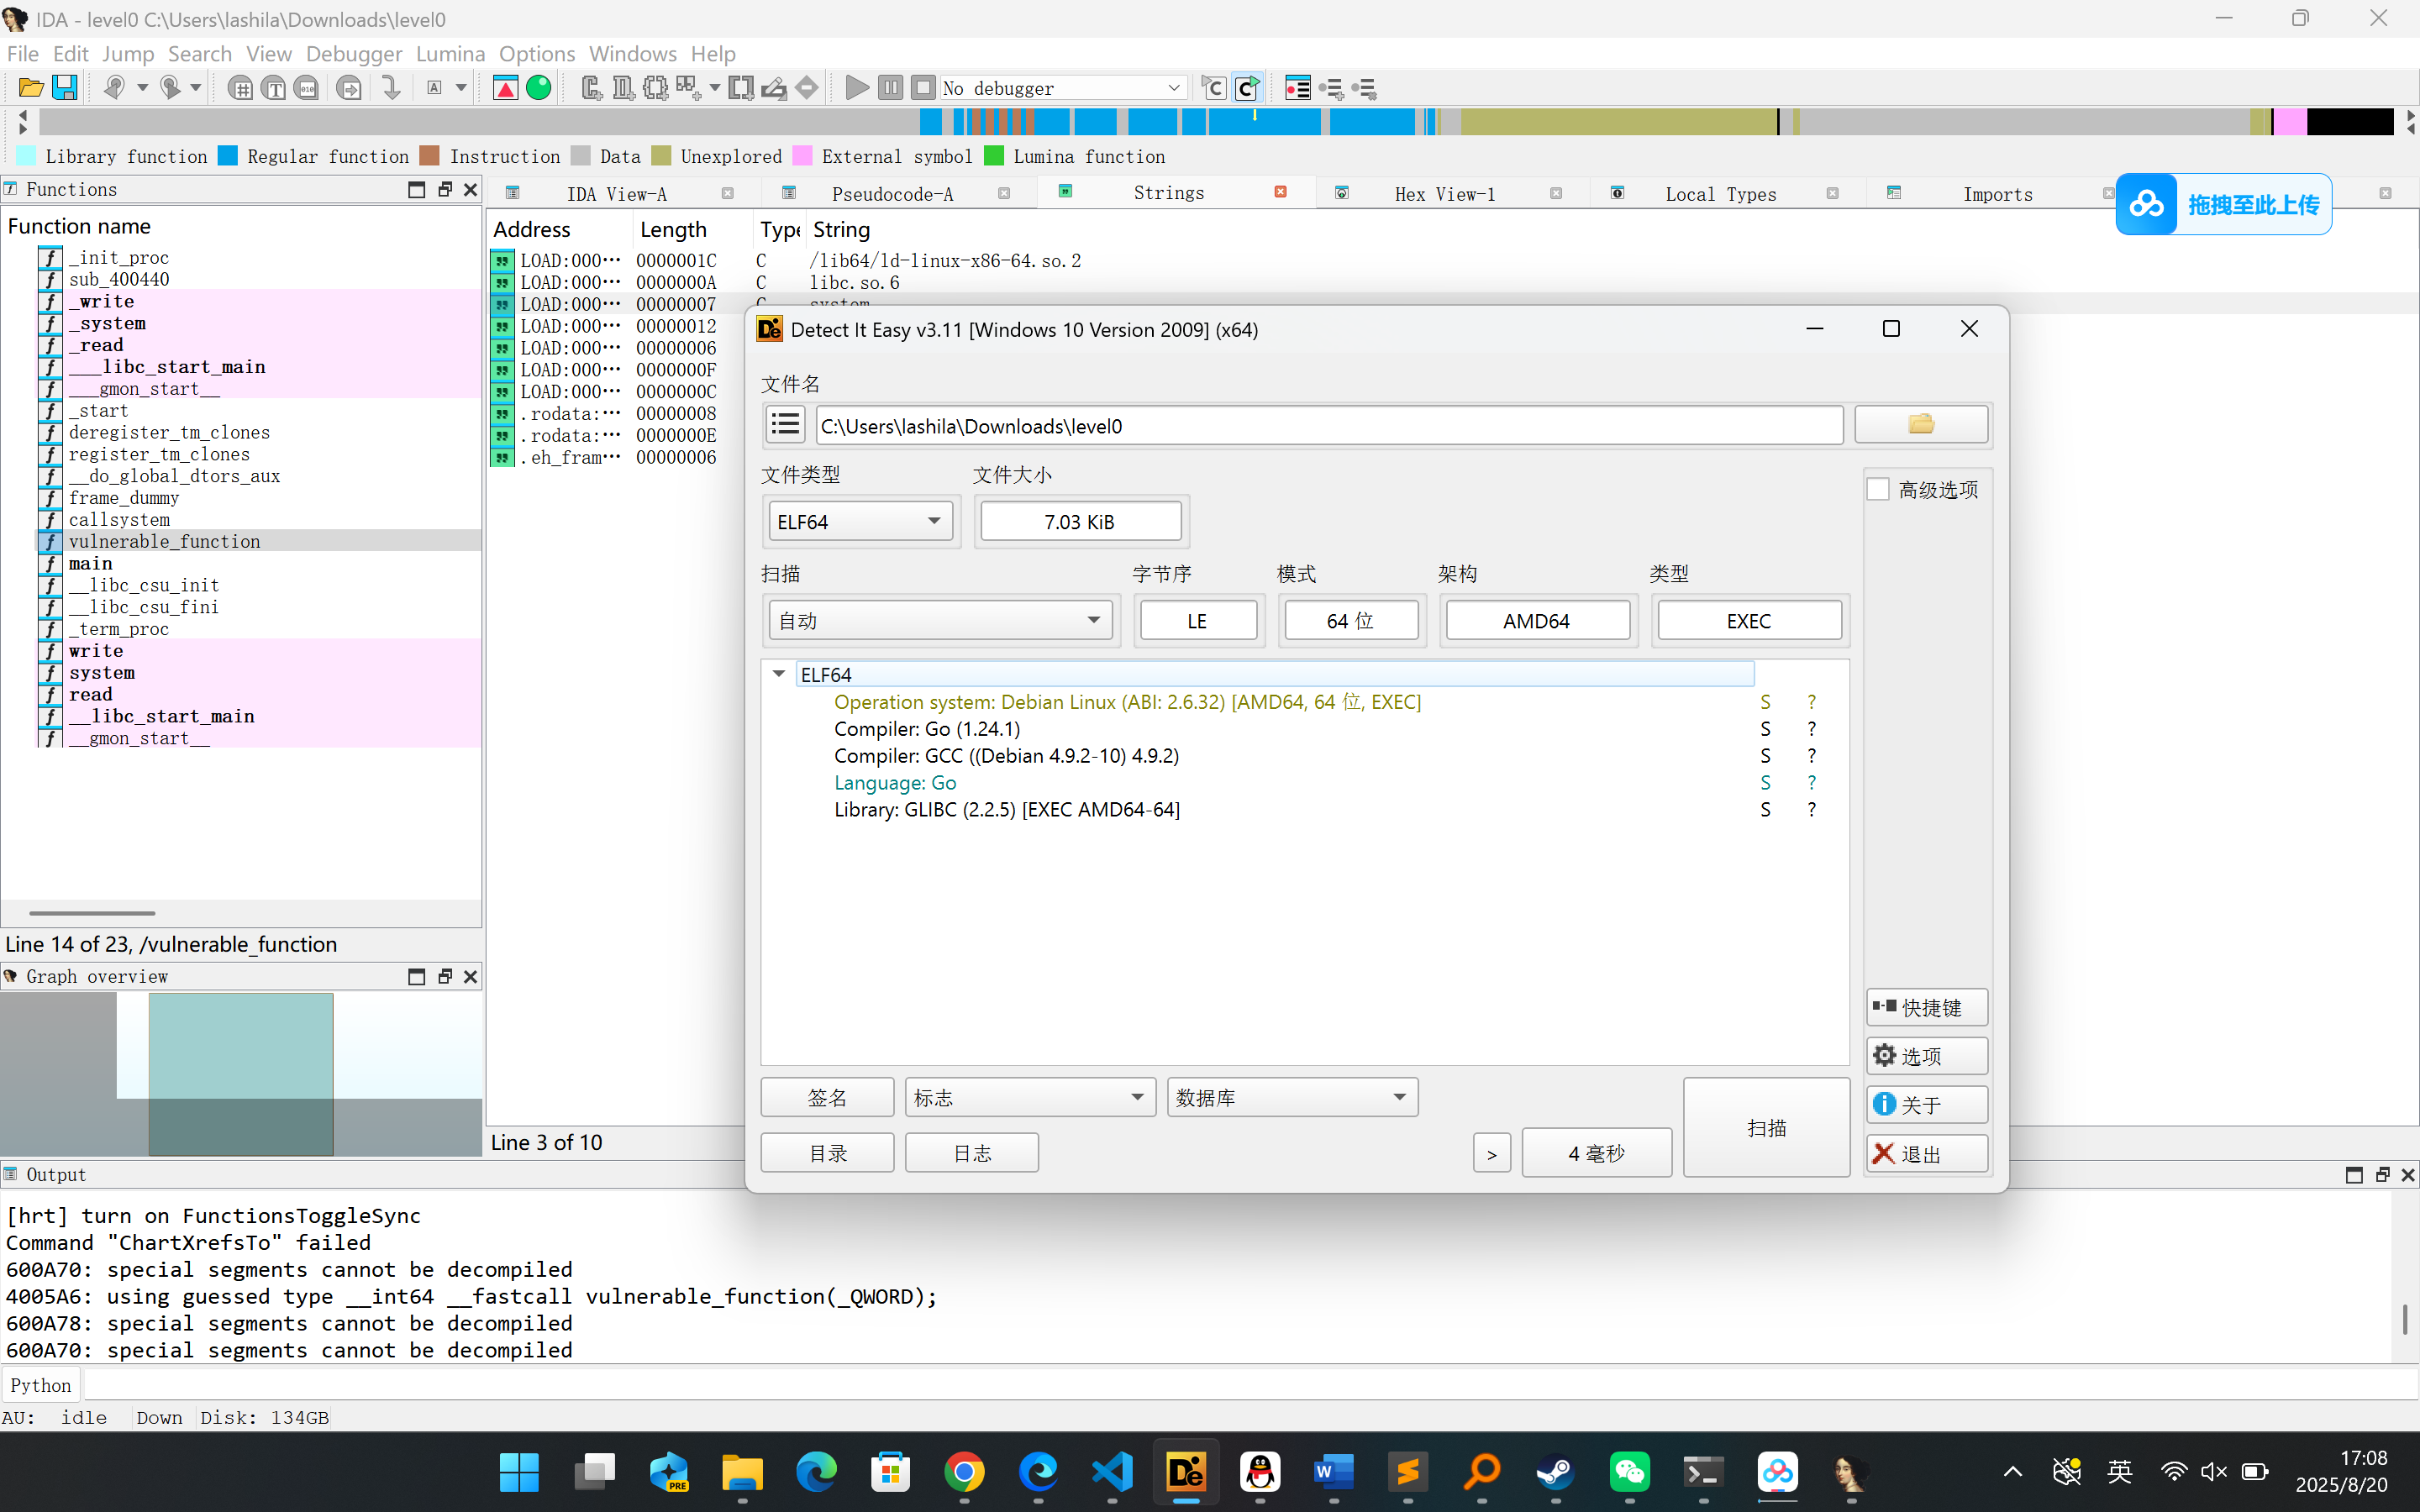 IDA - level0 C:\Users\lashila\Downloads\level0
File Edit Jump Search View Debugger Lumina Options Windows Help
No debugger
Library function Regular function Instruction Data Unexplored External symbol Lumina function
Functions
IDA View-A Pseudocode-A Strings Hex View-1 Local Types Imports
拖拽至此上传
Function name
_init_proc
sub_400440
_write
_system
_read
___libc_start_main
___gmon_start__
_start
deregister_tm_clones
register_tm_clones
__do_global_dtors_aux
frame_dummy
callsystem
vulnerable_function
main
__libc_csu_init
__libc_csu_fini
_term_proc
write
system
read
__libc_start_main
__gmon_start__
Line 14 of 23, /vulnerable_function
Graph overview
Address Length Type String
LOAD:000… 0000001C C /lib64/ld-linux-x86-64.so.2
LOAD:000… 0000000A C libc.so.6
LOAD:000… 00000007 C system
LOAD:000… 00000012
LOAD:000… 00000006
LOAD:000… 0000000F
LOAD:000… 0000000C
.rodata:… 00000008
.rodata:… 0000000E
.eh_fram… 00000006
Line 3 of 10
Detect It Easy v3.11 [Windows 10 Version 2009] (x64)
文件名
C:\Users\lashila\Downloads\level0
文件类型 文件大小
ELF64 7.03 KiB
高级选项
扫描 字节序 模式 架构 类型
自动 LE 64 位 AMD64 EXEC
ELF64
Operation system: Debian Linux (ABI: 2.6.32) [AMD64, 64 位, EXEC] S ?
Compiler: Go (1.24.1) S ?
Compiler: GCC ((Debian 4.9.2-10) 4.9.2) S ?
Language: Go S ?
Library: GLIBC (2.2.5) [EXEC AMD64-64] S ?
快捷键
选项
关于
退出
签名 标志 数据库
目录 日志 > 4 毫秒 扫描
Output
[hrt] turn on FunctionsToggleSync
Command "ChartXrefsTo" failed
600A70: special segments cannot be decompiled
4005A6: using guessed type __int64 __fastcall vulnerable_function(_QWORD);
600A78: special segments cannot be decompiled
600A70: special segments cannot be decompiled
Python
AU: idle Down Disk: 134GB
PRE
英
17:08
2025/8/20